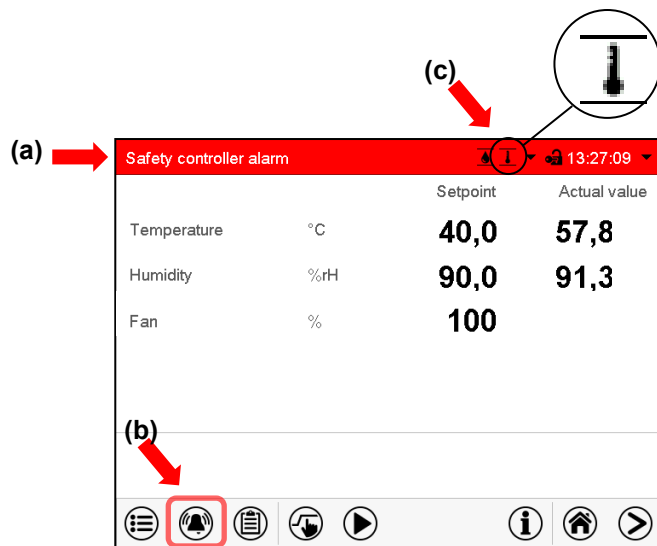 (c)
(a)
Safety controller alarm 13:27:09
Setpoint Actual value
Temperature °C 40,0 57,8
Humidity %rH 90,0 91,3
Fan % 100
(b)